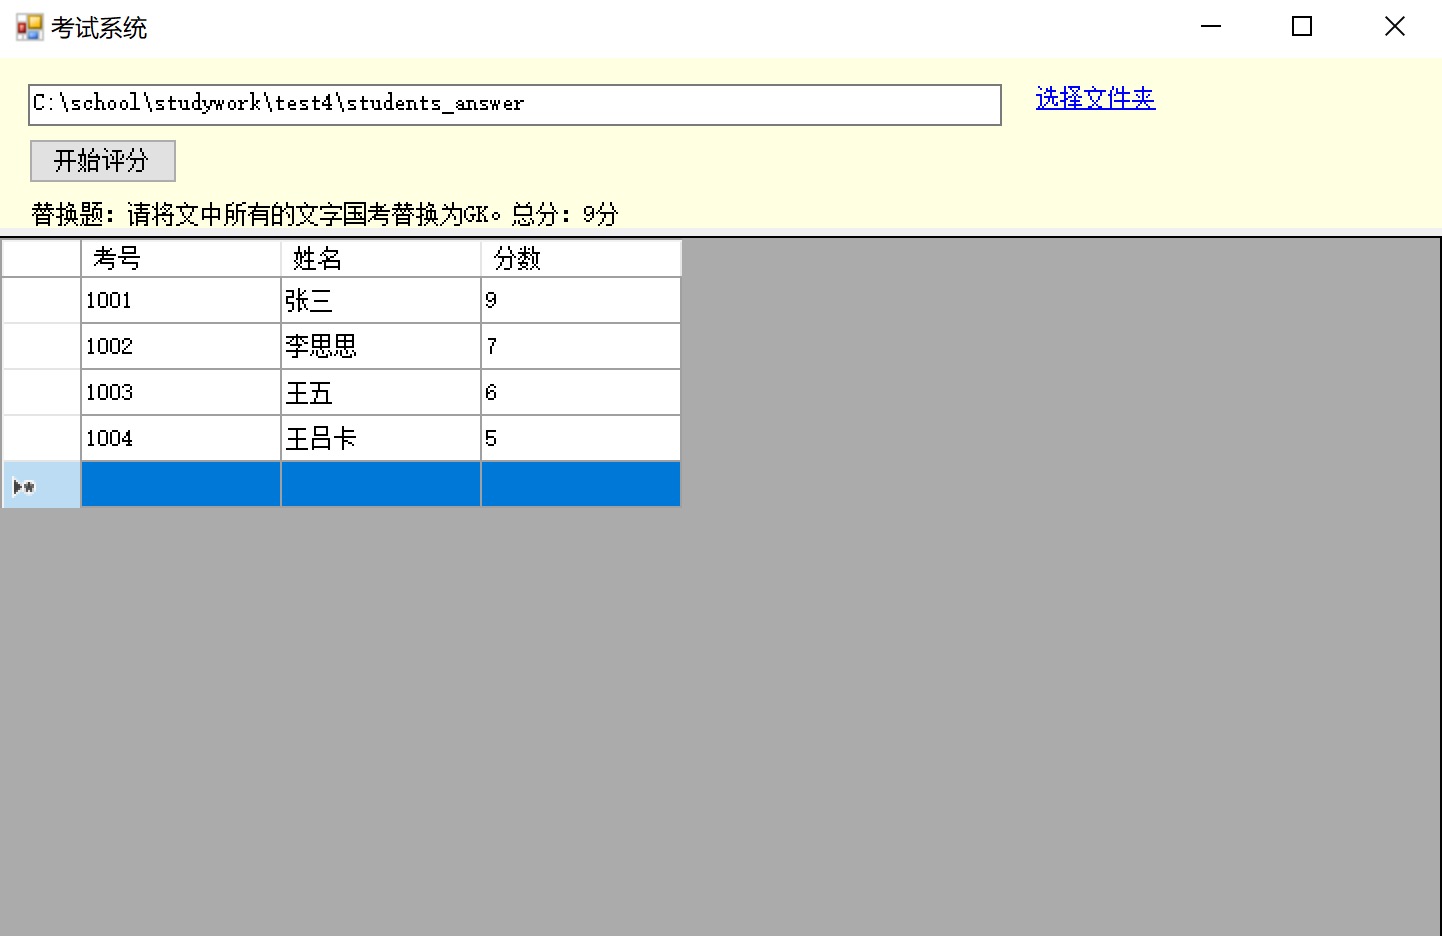 考试系统
C:\school\studywork\test4\students_answer
选择文件夹
开始评分
替换题：请将文中所有的文字国考替换为GK。总分：9分
考号 姓名 分数
1001 张三 9
1002 李思思 7
1003 王五 6
1004 王吕卡 5